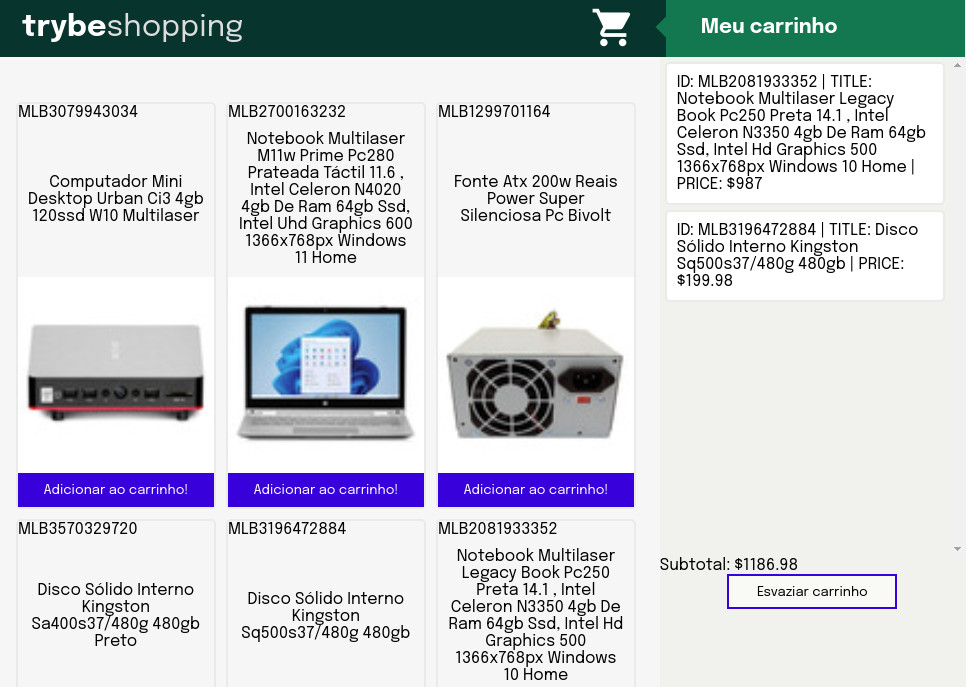 trybeshopping
Meu carrinho
MLB3079943034
Computador Mini
Desktop Urban Ci3 4gb
120ssd W10 Multilaser
Adicionar ao carrinho!
MLB2700163232
Notebook Multilaser
M11w Prime Pc280
Prateada Táctil 11.6 ,
Intel Celeron N4020
4gb De Ram 64gb Ssd,
Intel Uhd Graphics 600
1366x768px Windows
11 Home
Adicionar ao carrinho!
MLB1299701164
Fonte Atx 200w Reais
Power Super
Silenciosa Pc Bivolt
Adicionar ao carrinho!
MLB3570329720
Disco Sólido Interno
Kingston
Sa400s37/480g 480gb
Preto
MLB3196472884
Disco Sólido Interno
Kingston
Sq500s37/480g 480gb
MLB2081933352
Notebook Multilaser
Legacy Book Pc250
Preta 14.1 , Intel
Celeron N3350 4gb De
Ram 64gb Ssd, Intel Hd
Graphics 500
1366x768px Windows
10 Home
ID: MLB2081933352 | TITLE:
Notebook Multilaser Legacy
Book Pc250 Preta 14.1 , Intel
Celeron N3350 4gb De Ram 64gb
Ssd, Intel Hd Graphics 500
1366x768px Windows 10 Home |
PRICE: $987
ID: MLB3196472884 | TITLE: Disco
Sólido Interno Kingston
Sq500s37/480g 480gb | PRICE:
$199.98
Subtotal: $1186.98
Esvaziar carrinho